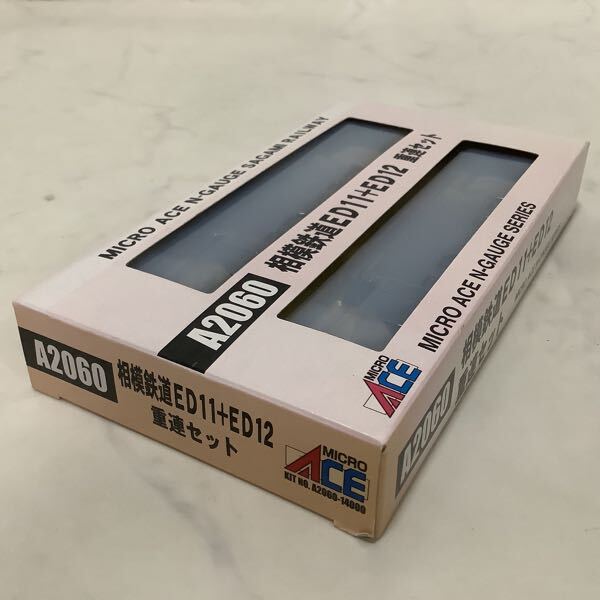 MICRO ACE N-GAUGE SAGAMI RAILWAY
A2060 相模鉄道ED11+ED12 重連セット
MICRO ACE
MICRO ACE N-GAUGE SERIES
A2060
相模鉄道ED11+ED12
重連セット
MICRO ACE
KIT NO. A2060-14000
A2060
相模鉄道ED11+ED12
重連セット